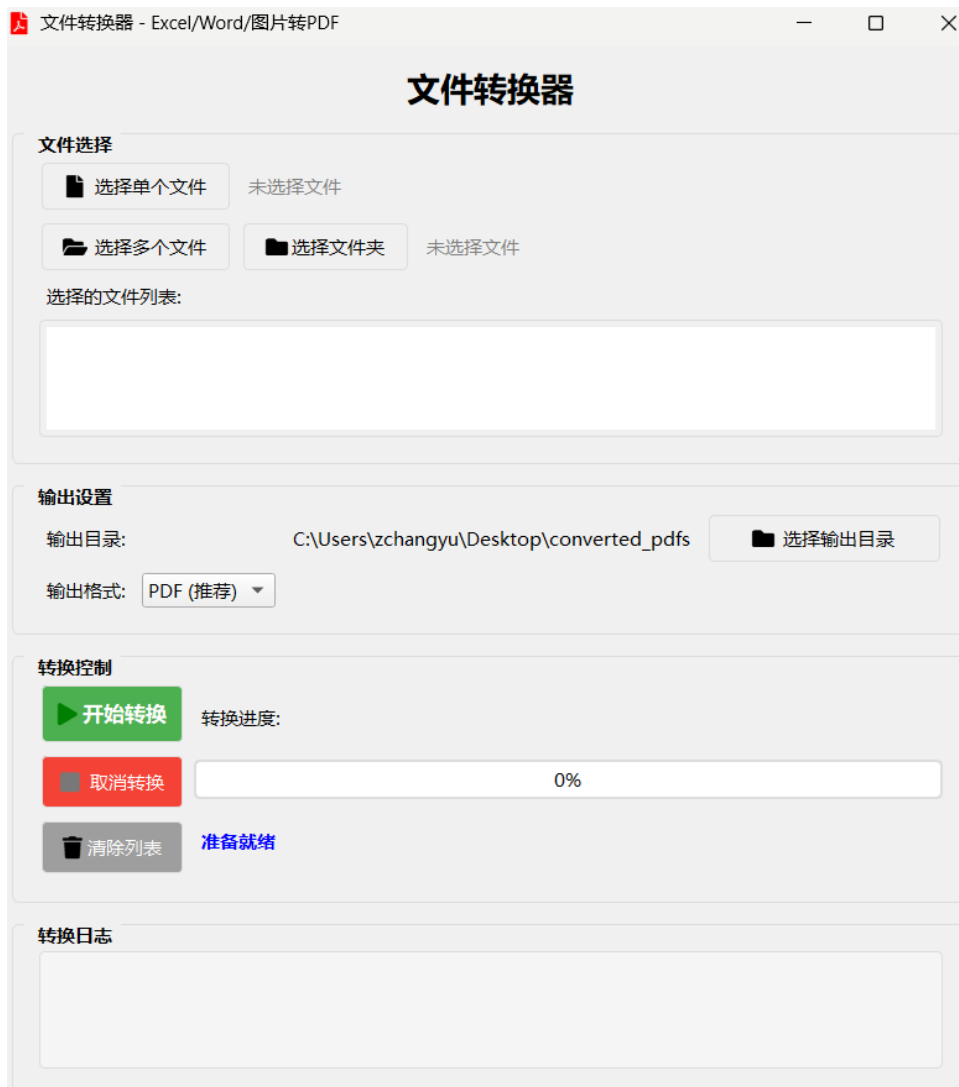 文件转换器 - Excel/Word/图片转PDF
文件转换器
文件选择
选择单个文件 未选择文件
选择多个文件 选择文件夹 未选择文件
选择的文件列表:
输出设置
输出目录: C:\Users\zchangyu\Desktop\converted_pdfs 选择输出目录
输出格式: PDF (推荐)
转换控制
开始转换 转换进度:
取消转换 0%
清除列表 准备就绪
转换日志